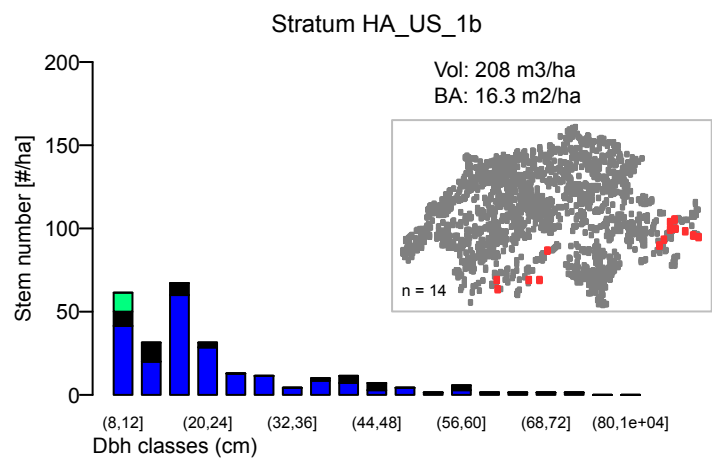 Stratum HA_US_1b
Vol: 208 m3/ha
BA: 16.3 m2/ha
200
150
100
50
0
Stem number [#/ha]
n = 14
(8,12] (20,24] (32,36] (44,48] (56,60] (68,72] (80,1e+04]
Dbh classes (cm)